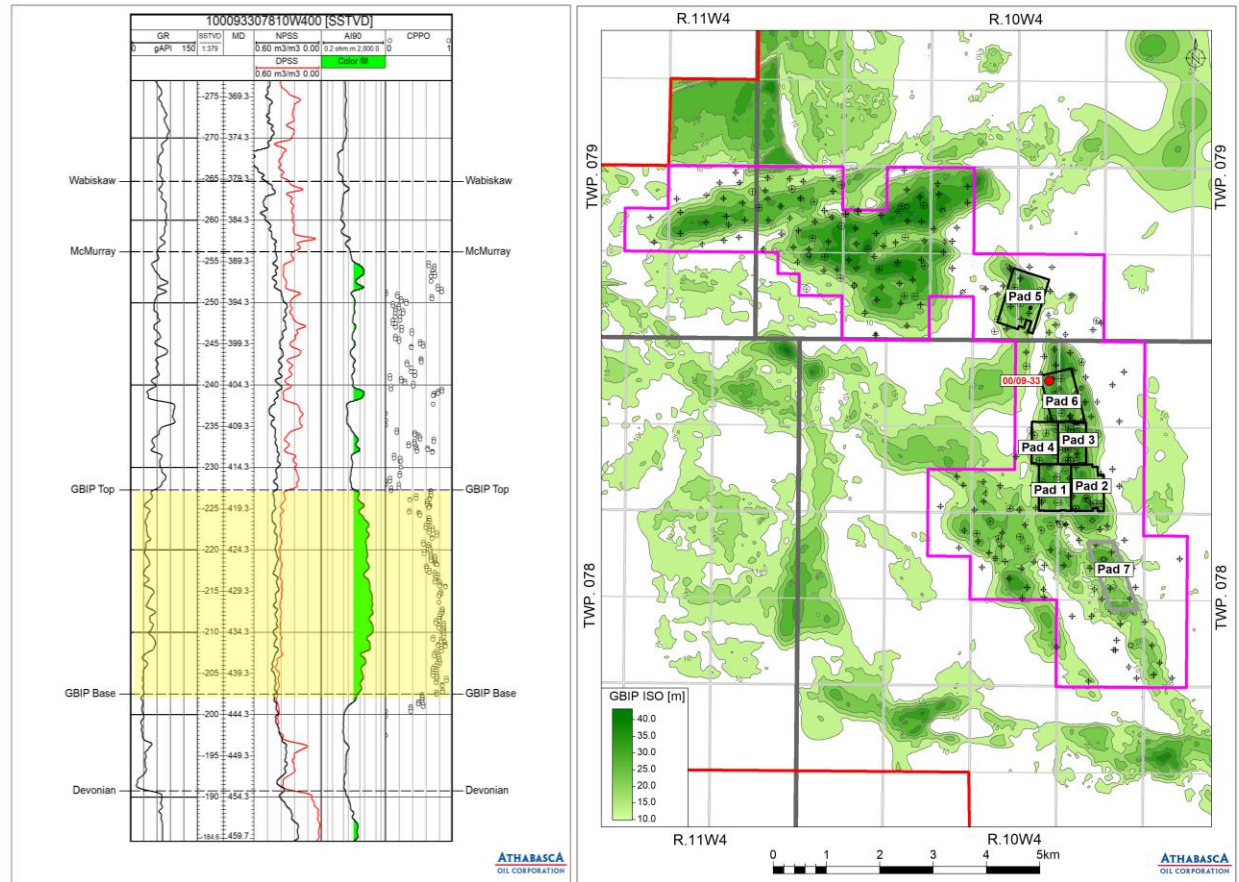 100093307810W400 [SSTVD]
GR SSTVD MD NPSS AI90 CPPO
0 gAPI 150 1:379 0.60 m3/m3 0.00 0.2 ohm.m 2,000.0 0 1
DPSS Color fill
0.60 m3/m3 0.00
-275 369.3
-270 374.3
Wabiskaw -265 379.3 Wabiskaw
-260 384.3
McMurray McMurray
-255 389.3
-250 394.3
-245 399.3
-240 404.3
-235 409.3
-230 414.3
GBIP Top GBIP Top
-225 419.3
-220 424.3
-215 429.3
-210 434.3
-205 439.3
GBIP Base GBIP Base
-200 444.3
-195 449.3
Devonian Devonian
-190 454.3
-184.6 459.7
ATHABASCA
OIL CORPORATION
R.11W4 R.10W4
TWP. 079 TWP. 079
Pad 5
00/09-33
Pad 6
Pad 4 Pad 3
Pad 1 Pad 2
Pad 7
TWP. 078 TWP. 078
GBIP ISO [m]
40.0
35.0
30.0
25.0
20.0
15.0
10.0
R.11W4 R.10W4
0 1 2 3 4 5km
ATHABASCA
OIL CORPORATION